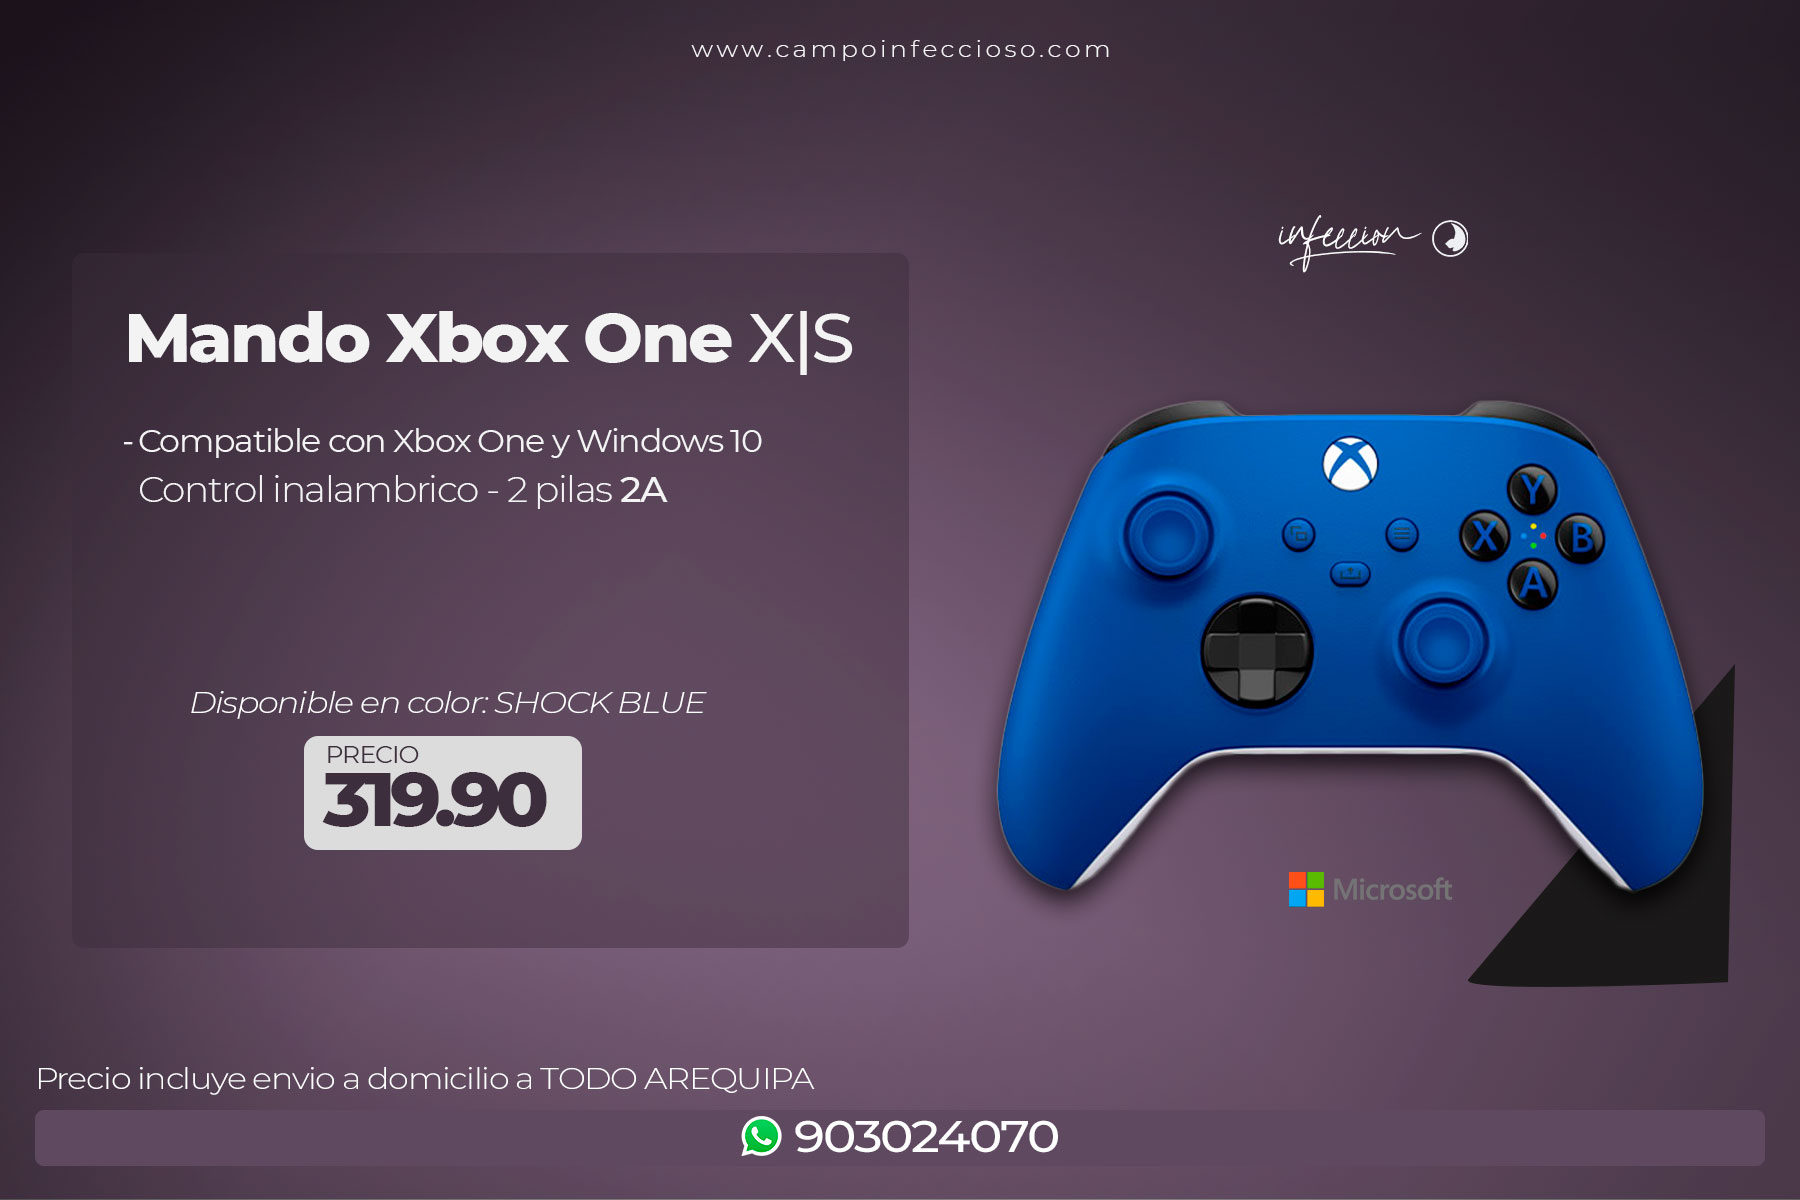 www.campoinfeccioso.com
infeccion
Mando Xbox One X|S
- Compatible con Xbox One y Windows 10
Control inalambrico - 2 pilas 2A
Disponible en color: SHOCK BLUE
PRECIO
319.90
Y
X B
A
Microsoft
Precio incluye envio a domicilio a TODO AREQUIPA
903024070